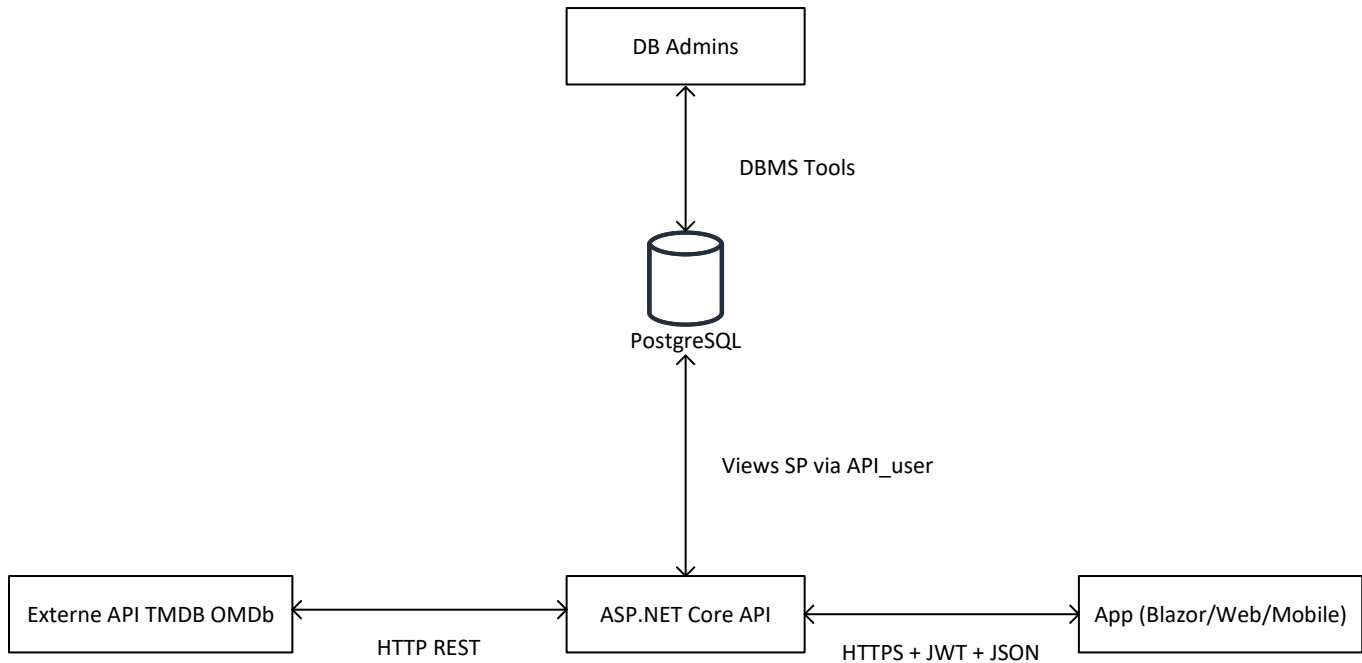 DB Admins
DBMS Tools
PostgreSQL
Views SP via API_user
Externe API TMDB OMDb
HTTP REST
ASP.NET Core API
HTTPS + JWT + JSON
App (Blazor/Web/Mobile)